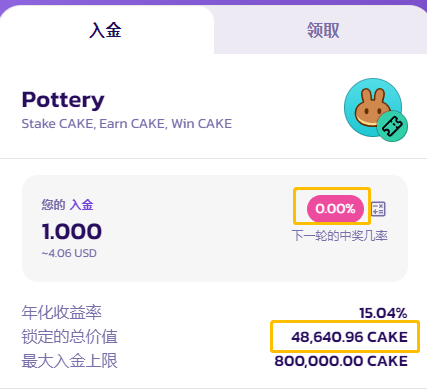 入金
领取
Pottery
Stake CAKE, Earn CAKE, Win CAKE
您的 入金
1.000
~4.06 USD
0.00%
下一轮的中奖几率
年化收益率 15.04%
锁定的总价值 48,640.96 CAKE
最大入金上限 800,000.00 CAKE